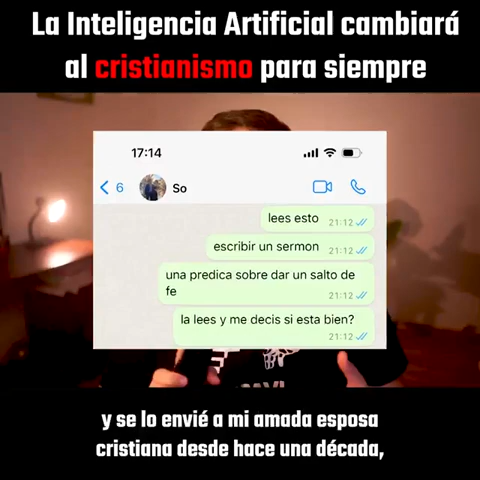 La Inteligencia Artificial cambiará
al cristianismo para siempre
17:14
6
So
lees esto
21:12
escribir un sermon
21:12
una predica sobre dar un salto de
fe
21:12
la lees y me decis si esta bien?
21:12
y se lo envié a mi amada esposa
cristiana desde hace una década,